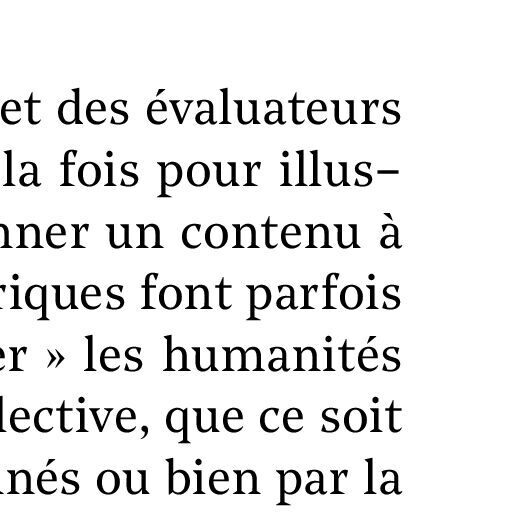 et des évaluateurs
la fois pour illus-
nner un contenu à
riques font parfois
er » les humanités
lective, que ce soit
nés ou bien par la